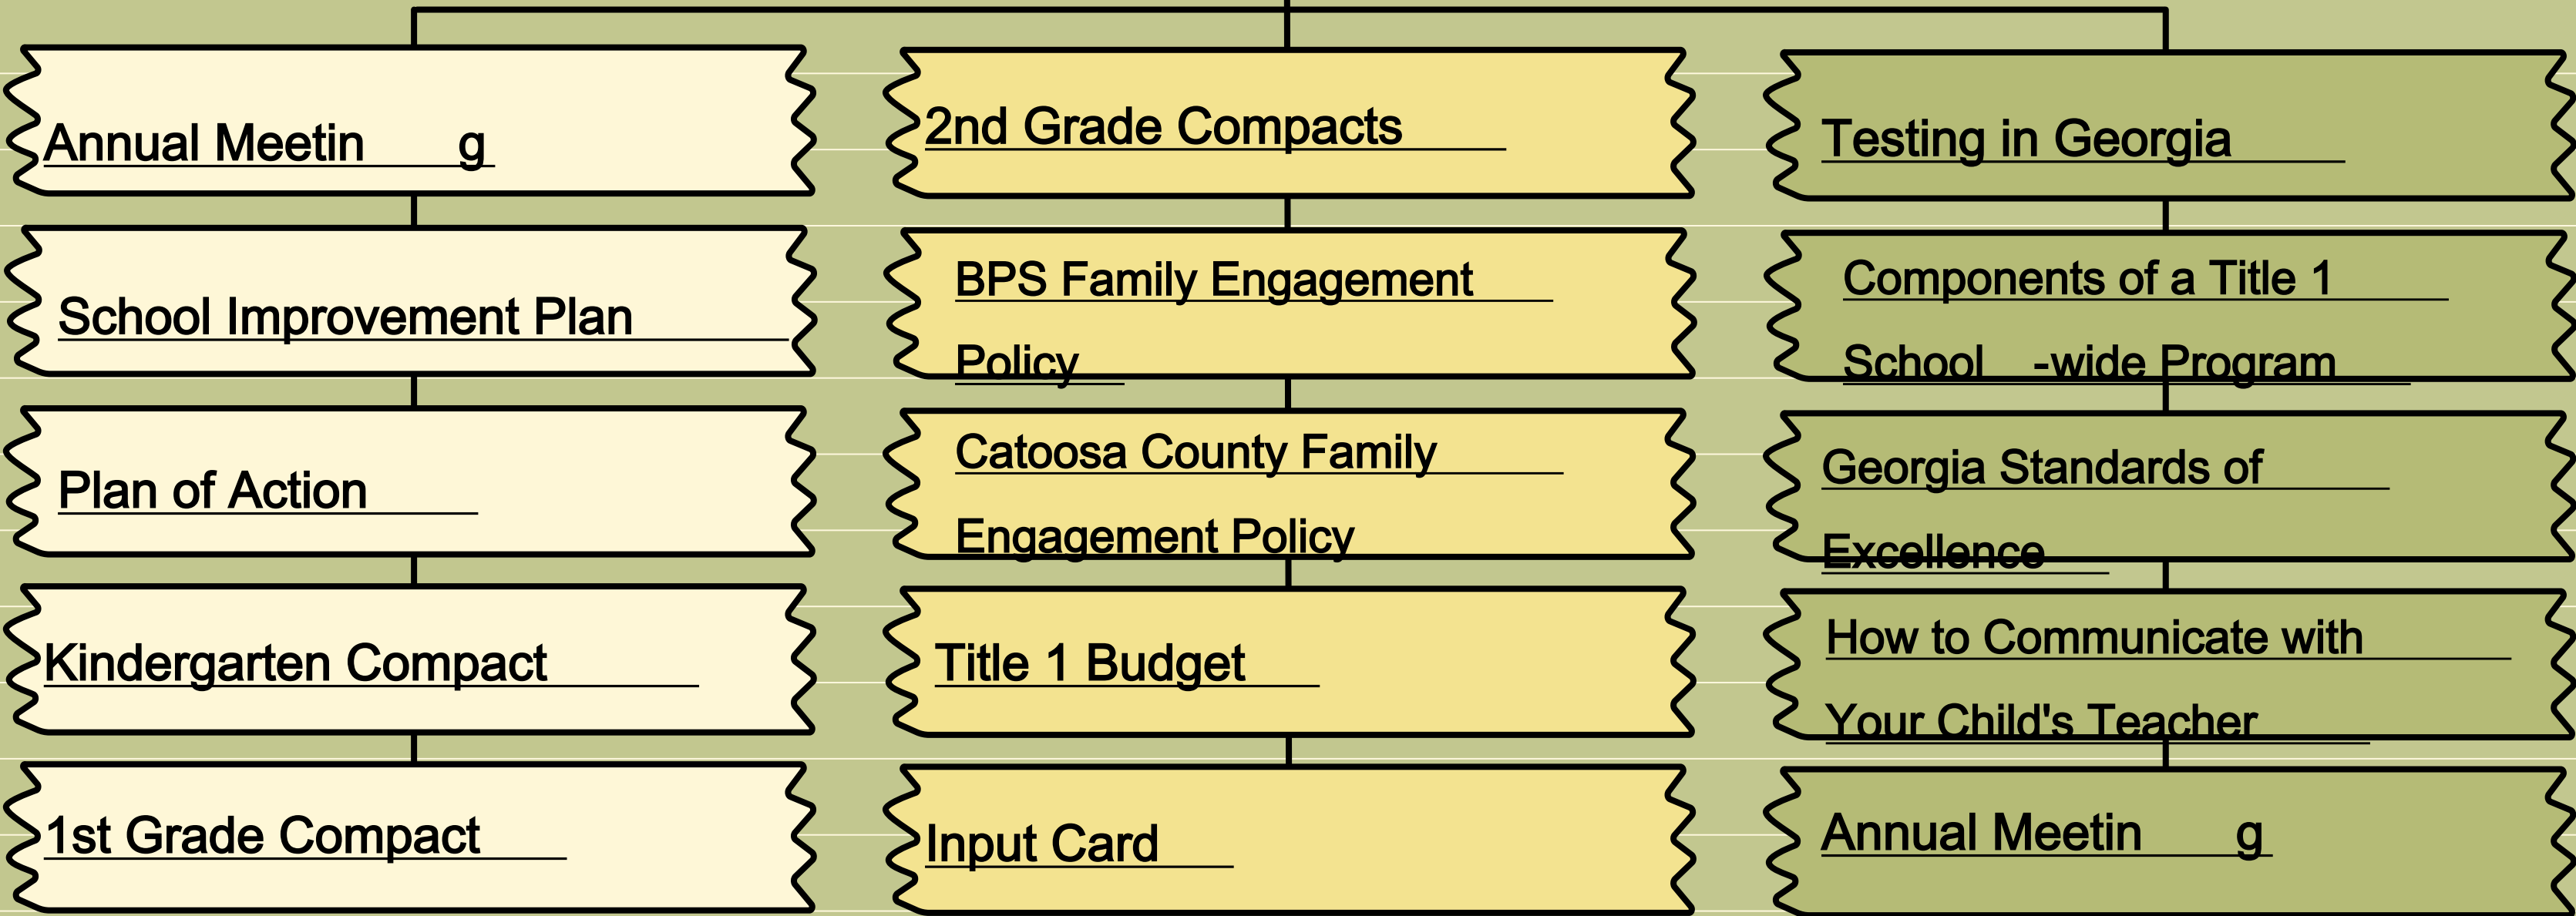 Annual Meetin g
School Improvement Plan
Plan of Action
Kindergarten Compact
1st Grade Compact
2nd Grade Compacts
BPS Family Engagement
Policy
Catoosa County Family
Engagement Policy
Title 1 Budget
Input Card
Testing in Georgia
Components of a Title 1
School -wide Program
Georgia Standards of
Excellence
How to Communicate with
Your Child's Teacher
Annual Meetin g